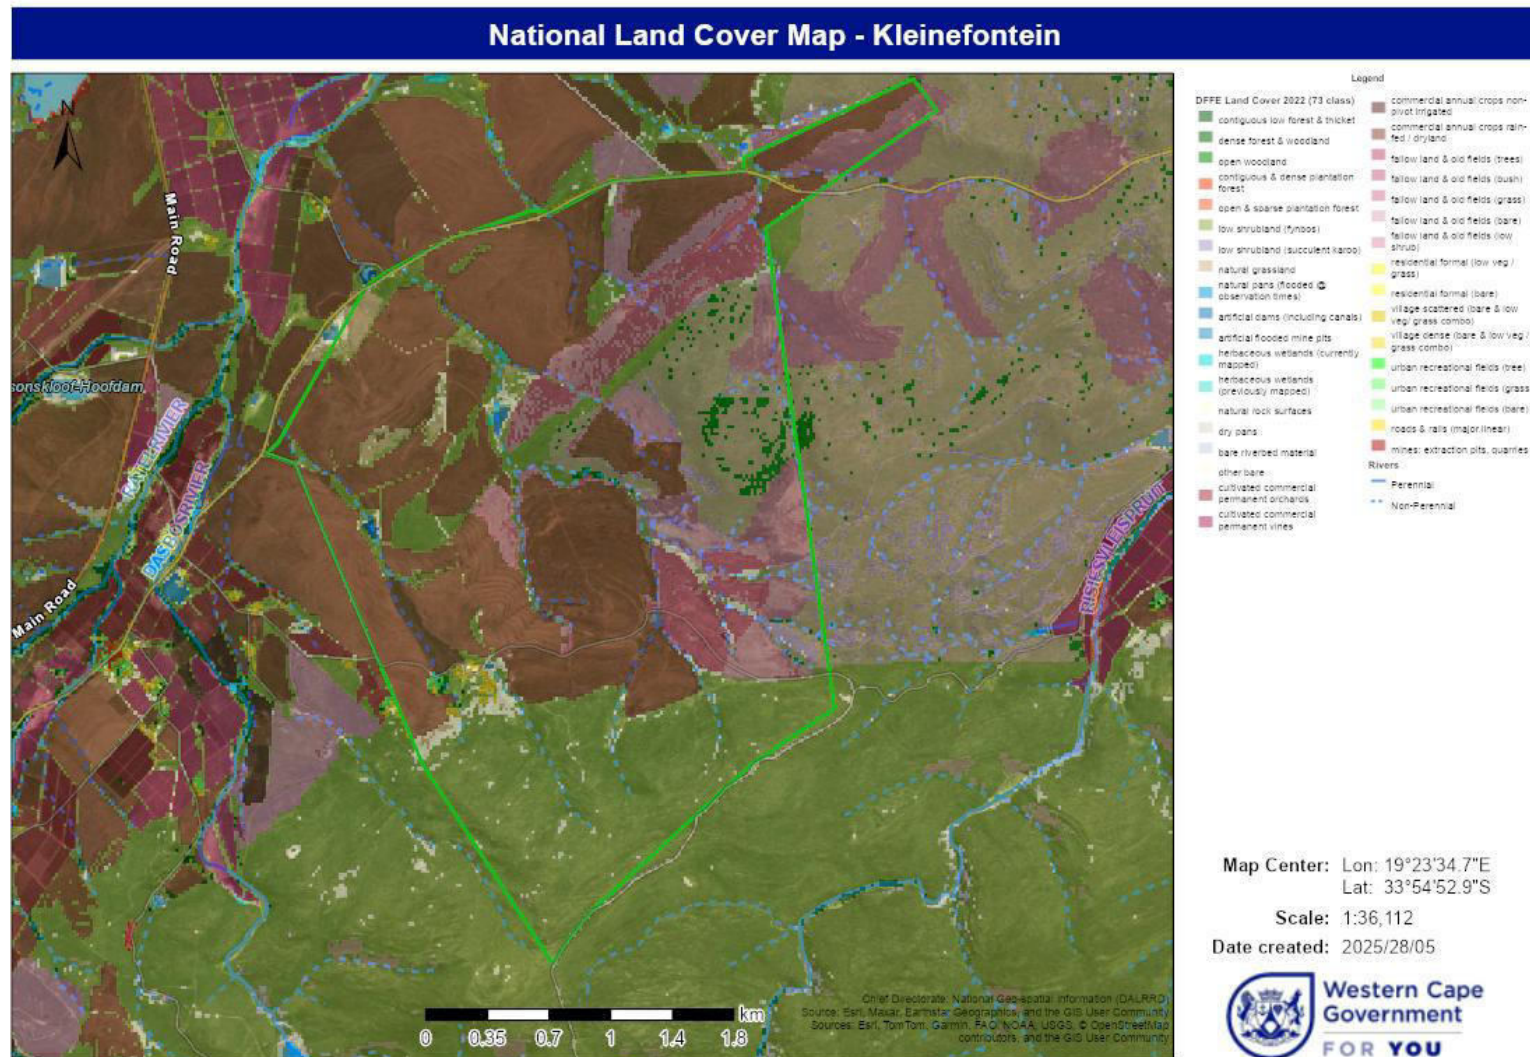 National Land Cover Map - Kleinefontein
N
Main Road
sonskloof-Hoofdam
DASBOSRIVIER
Main Road
RISIESVLEISPRUIT
km
0 0.35 0.7 1 1.4 1.8
Chief Directorate: National Geo-spatial Information (DALRRD)
Source: Esri, Maxar, Earthstar Geographics, and the GIS User Community
Sources: Esri, TomTom, Garmin, FAO, NOAA, USGS, © OpenStreetMap
contributors, and the GIS User Community
Legend
DFFE Land Cover 2022 (73 class)
contiguous low forest & thicket
dense forest & woodland
open woodland
contiguous & dense plantation
forest
open & sparse plantation forest
low shrubland (fynbos)
low shrubland (succulent karoo)
natural grassland
natural pans (flooded @
observation times)
artificial dams (including canals)
artificial flooded mine pits
herbaceous wetlands (currently
mapped)
herbaceous wetlands
(previously mapped)
natural rock surfaces
dry pans
bare riverbed material
other bare
cultivated commercial
permanent orchards
cultivated commercial
permanent vines
commercial annual crops non-
pivot irrigated
commercial annual crops rain-
fed / dryland
fallow land & old fields (trees)
fallow land & old fields (bush)
fallow land & old fields (grass)
fallow land & old fields (bare)
fallow land & old fields (low
shrub)
residential formal (low veg /
grass)
residential formal (bare)
village scattered (bare & low
veg/ grass combo)
village dense (bare & low veg /
grass combo)
urban recreational fields (tree)
urban recreational fields (grass
urban recreational fields (bare)
roads & rails (major linear)
mines: extraction pits, quarries
Rivers
Perennial
Non-Perennial
Map Center: Lon: 19°23'34.7"E
Lat: 33°54'52.9"S
Scale: 1:36,112
Date created: 2025/28/05
Western Cape
Government
FOR YOU